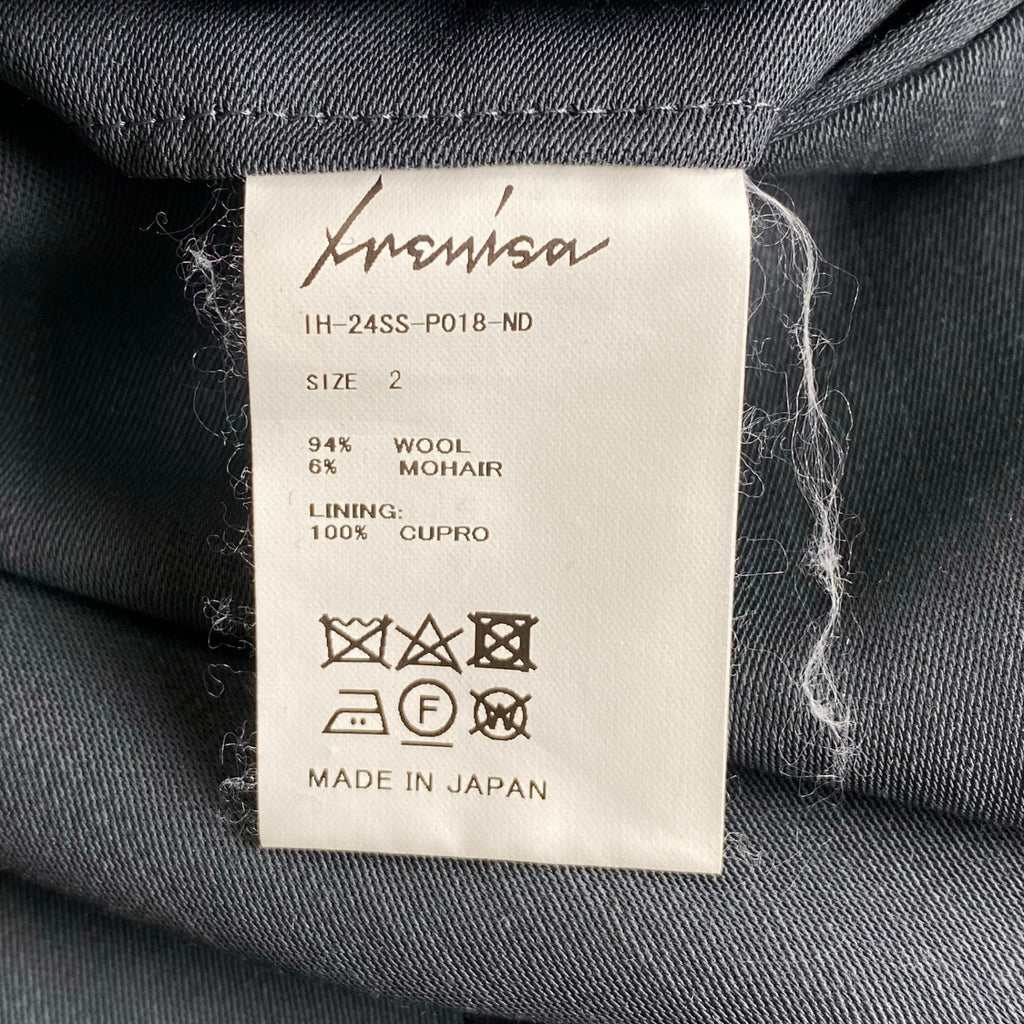 Irenisa
IH-24SS-P018-ND
SIZE 2
94% WOOL
6% MOHAIR
LINING:
100% CUPRO
F
W
MADE IN JAPAN